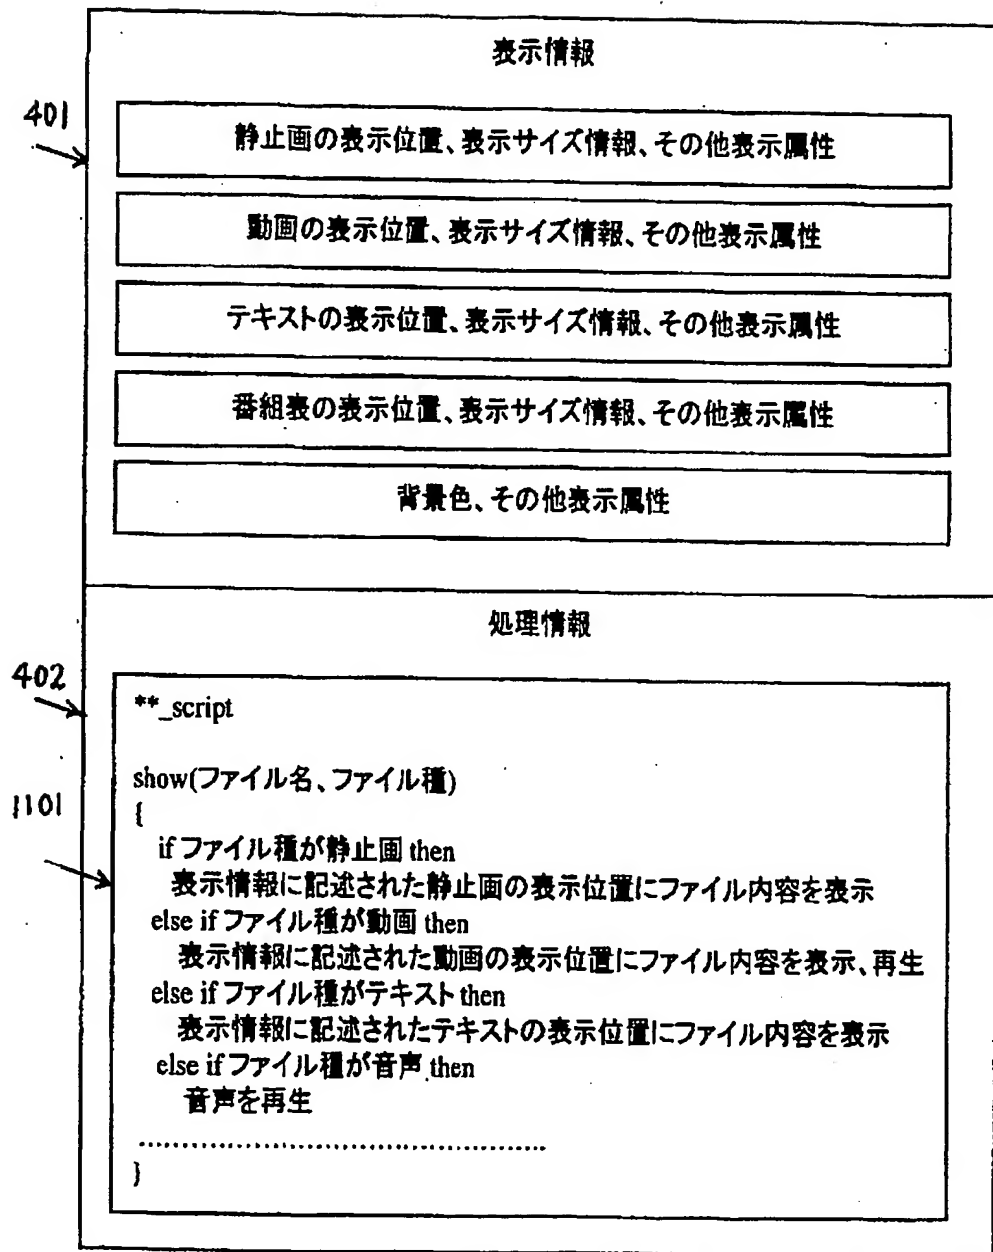 表示情報
401
静止画の表示位置、表示サイズ情報、その他表示属性
動画の表示位置、表示サイズ情報、その他表示属性
テキストの表示位置、表示サイズ情報、その他表示属性
番組表の表示位置、表示サイズ情報、その他表示属性
背景色、その他表示属性
処理情報
402
**_script
show(ファイル名、ファイル種)
1101
{
if ファイル種が静止画 then
表示情報に記述された静止画の表示位置にファイル内容を表示
else if ファイル種が動画 then
表示情報に記述された動画の表示位置にファイル内容を表示、再生
else if ファイル種がテキスト then
表示情報に記述されたテキストの表示位置にファイル内容を表示
else if ファイル種が音声 then
音声を再生
................................................
}